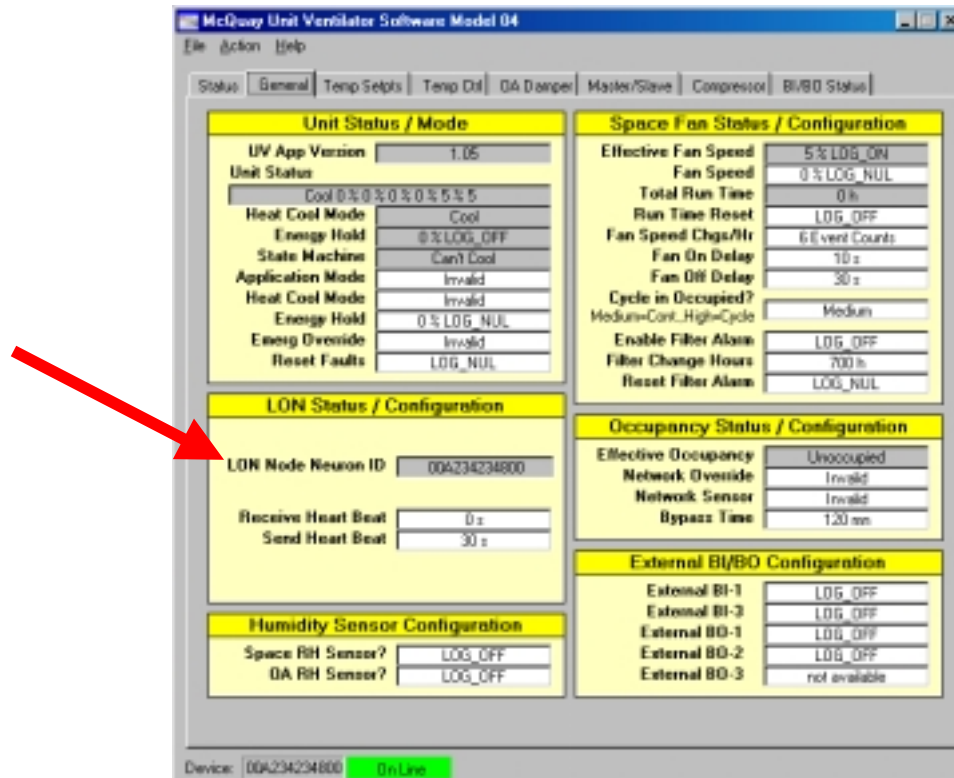 McQuay Unit Ventilator Software Model 04
File Action Help
Status General Temp Setpts Temp Ctrl OA Damper Master/Slave Compressor BI/BO Status
Unit Status / Mode
UV App Version 1.05
Unit Status
Cool 0 % 0 % 0 % 0 % 5 % 5
Heat Cool Mode Cool
Energy Hold 0 % LOG_OFF
State Machine Can't Cool
Application Mode Invalid
Heat Cool Mode Invalid
Energy Hold 0 % LOG_NUL
Emerg Override Invalid
Reset Faults LOG_NUL
LON Status / Configuration
LON Node Neuron ID 00A234234800
Receive Heart Beat 0 s
Send Heart Beat 30 s
Humidity Sensor Configuration
Space RH Sensor? LOG_OFF
OA RH Sensor? LOG_OFF
Space Fan Status / Configuration
Effective Fan Speed 5 % LOG_ON
Fan Speed 0 % LOG_NUL
Total Run Time 0 h
Run Time Reset LOG_OFF
Fan Speed Chgs/Hr 6 Event Counts
Fan On Delay 10 s
Fan Off Delay 30 s
Cycle in Occupied?
Medium=Cont., High=Cycle Medium
Enable Filter Alarm LOG_OFF
Filter Change Hours 700 h
Reset Filter Alarm LOG_NUL
Occupancy Status / Configuration
Effective Occupancy Unoccupied
Network Override Invalid
Network Sensor Invalid
Bypass Time 120 mn
External BI/BO Configuration
External BI-1 LOG_OFF
External BI-3 LOG_OFF
External BO-1 LOG_OFF
External BO-2 LOG_OFF
External BO-3 not available
Device: 00A234234800 On Line